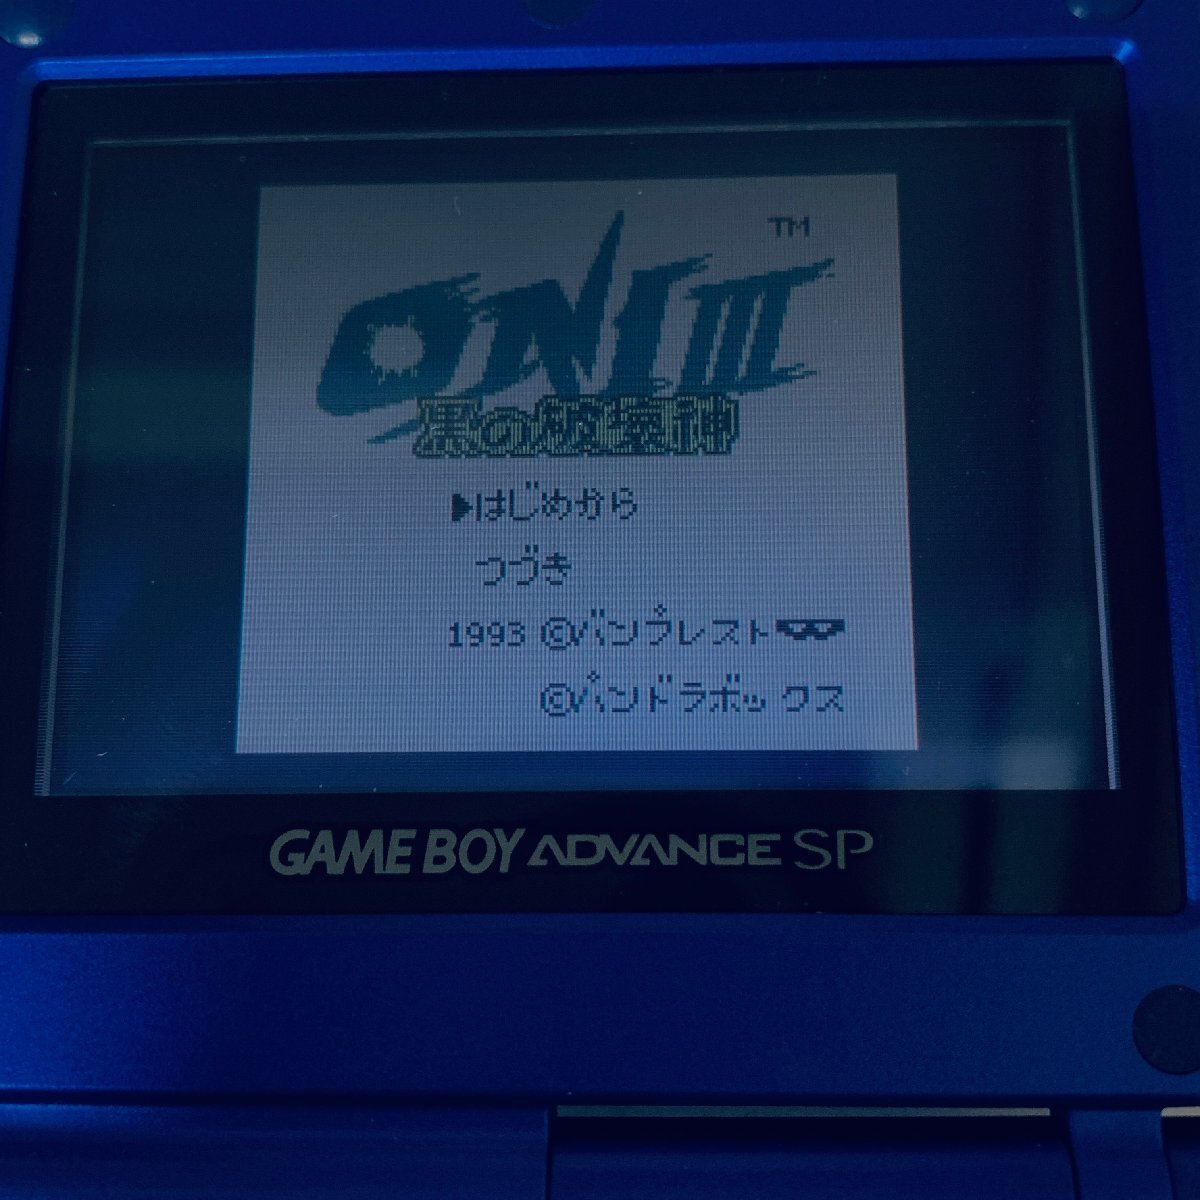 TM
ONI III
黒の破壊神
▶はじめから
つづき
1993 ©バンプレスト
©パンドラボックス
GAME BOY ADVANCE SP